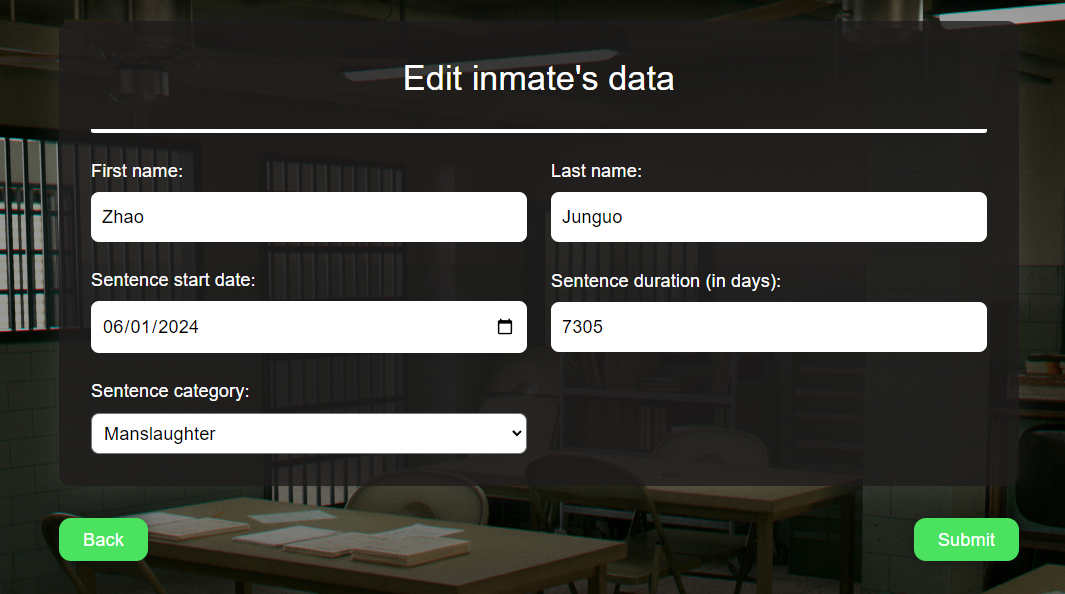 Edit inmate's data
First name:
Last name:
Zhao
Junguo
Sentence start date:
Sentence duration (in days):
06/01/2024
7305
Sentence category:
Manslaughter
Back
Submit